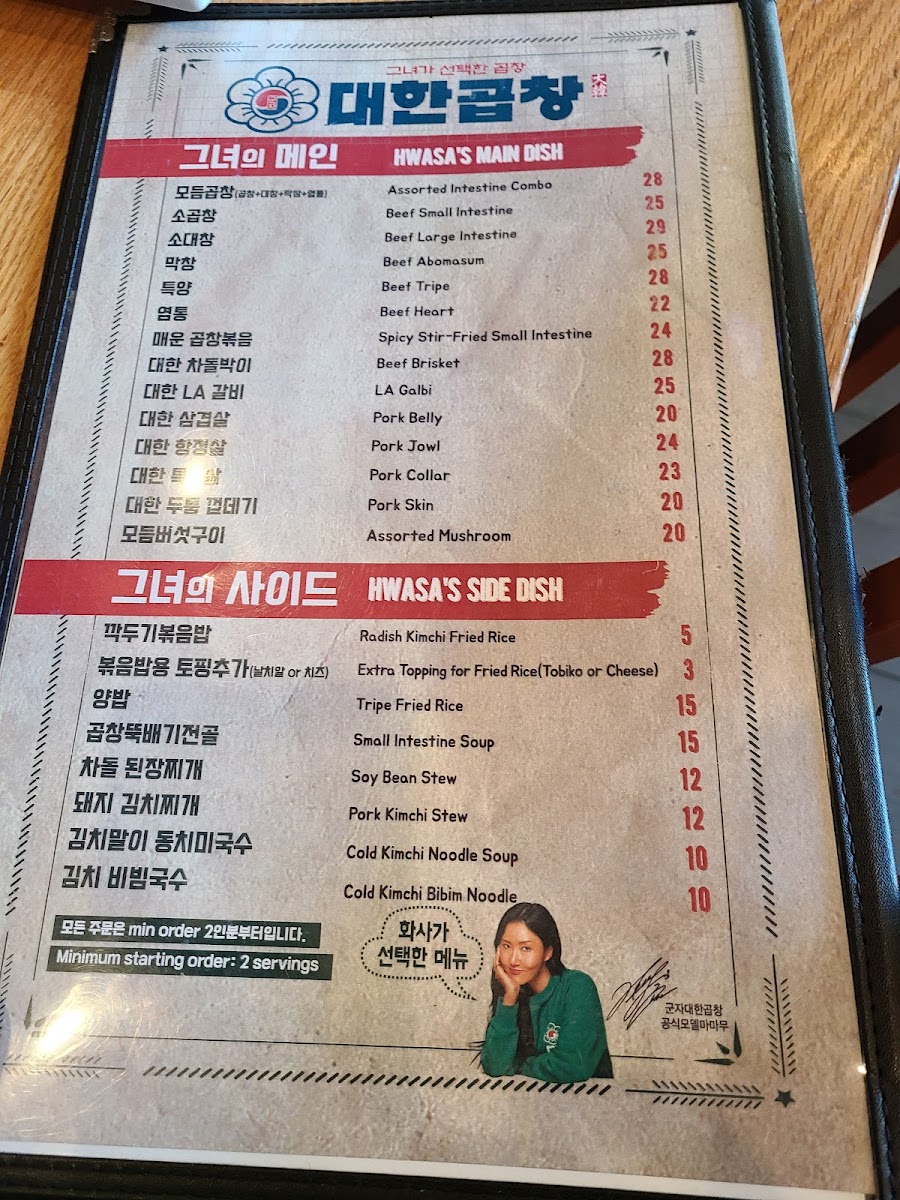 그녀가 선택한 곱창
대한곱창 大韓
그녀의 메인 HWASA'S MAIN DISH
모듬곱창(곱창+대창+막창+염통) Assorted Intestine Combo 28
소곱창 Beef Small Intestine 25
소대창 Beef Large Intestine 29
막창 Beef Abomasum 25
특양 Beef Tripe 28
염통 Beef Heart 22
매운 곱창볶음 Spicy Stir-Fried Small Intestine 24
대한 차돌박이 Beef Brisket 28
대한 LA 갈비 LA Galbi 25
대한 삼겹살 Pork Belly 20
대한 항정살 Pork Jowl 24
대한 Pork Collar 23
대한 두툼 껍데기 Pork Skin 20
모듬버섯구이 Assorted Mushroom 20
그녀의 사이드 HWASA'S SIDE DISH
깍두기볶음밥 Radish Kimchi Fried Rice 5
볶음밥용 토핑추가(날치알 or 치즈) Extra Topping for Fried Rice(Tobiko or Cheese) 3
양밥 Tripe Fried Rice 15
곱창뚝배기전골 Small Intestine Soup 15
차돌 된장찌개 Soy Bean Stew 12
돼지 김치찌개 Pork Kimchi Stew 12
김치말이 동치미국수 Cold Kimchi Noodle Soup 10
김치 비빔국수 Cold Kimchi Bibim Noodle 10
모든 주문은 min order 2인분부터입니다.
Minimum starting order: 2 servings
화사가
선택한 메뉴
군자대한곱창
공식모델마마무